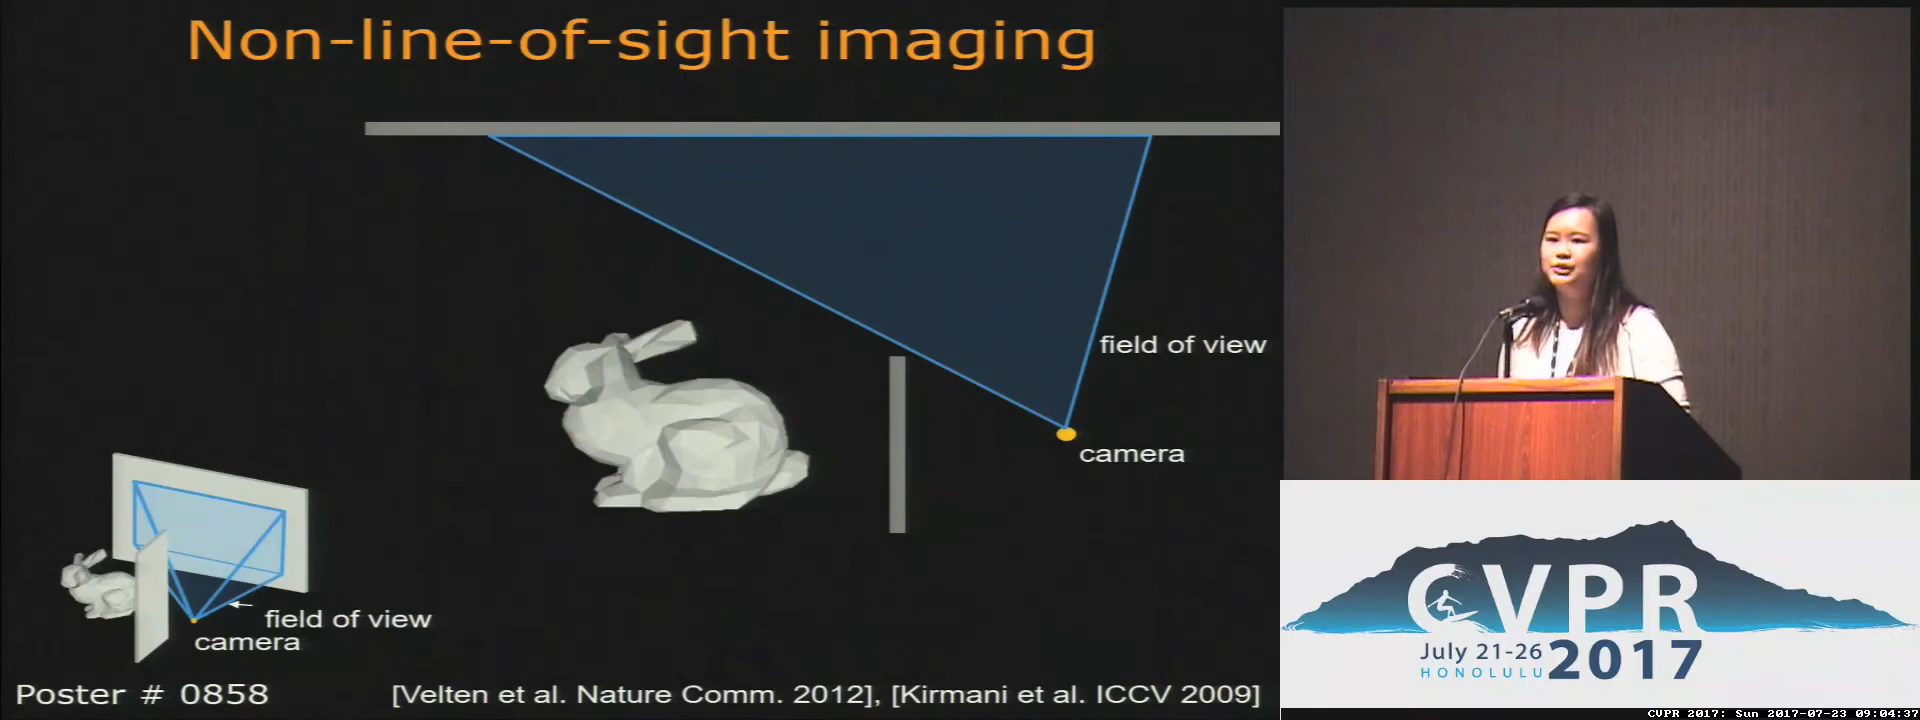 Non-line-of-sight imaging
field of view
camera
field of view
camera
Poster # 0858
[Velten et al. Nature Comm. 2012], [Kirmani et al. ICCV 2009]
CVPR
July 21-26
HONOLULU
2017
CVPR 2017: Sun 2017-07-23 09:04:37